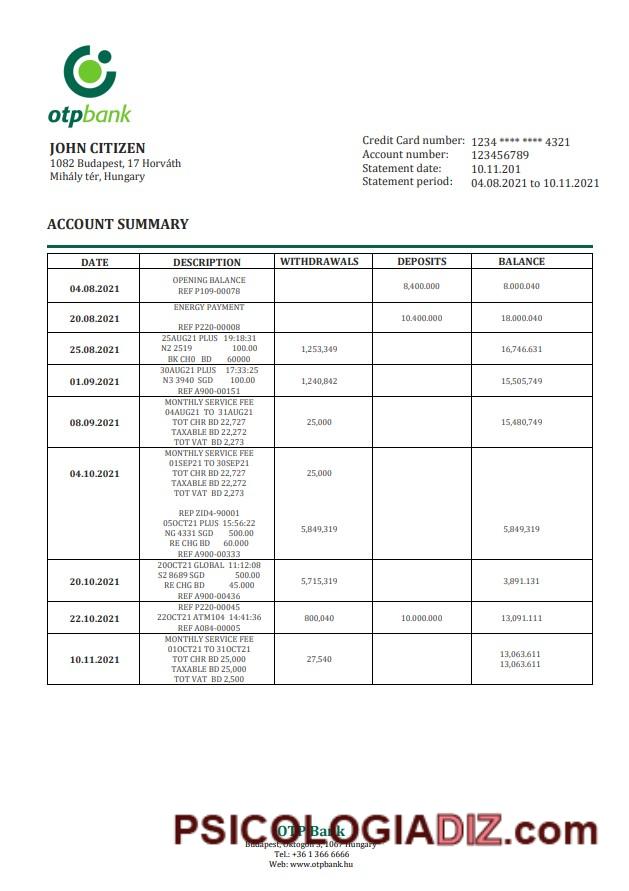 otpbank
JOHN CITIZEN
1082 Budapest, 17 Horváth
Mihály tér, Hungary
Credit Card number: 1234 **** **** 4321
Account number: 123456789
Statement date: 10.11.201
Statement period: 04.08.2021 to 10.11.2021
ACCOUNT SUMMARY
DATE DESCRIPTION WITHDRAWALS DEPOSITS BALANCE
OPENING BALANCE
04.08.2021 8,400.000 8.000.040
REF P109-00078
ENERGY PAYMENT
20.08.2021 10.400.000 18.000.040
REF P220-00008
25AUG21 PLUS 19:18:31
25.08.2021 N2 2519 100.00 1,253,349 16,746.631
BK CH0 BD 60000
30AUG21 PLUS 17:33:25
01.09.2021 N3 3940 SGD 100.00 1,240,842 15,505,749
REF A900-00151
MONTHLY SERVICE FEE
04AUG21 TO 31AUG21
08.09.2021 TOT CHR BD 22,727 25,000 15,480,749
TAXABLE BD 22,272
TOT VAT BD 2,273
MONTHLY SERVICE FEE
01SEP21 TO 30SEP21
04.10.2021 TOT CHR BD 22,727 25,000
TAXABLE BD 22,272
TOT VAT BD 2,273
REP ZID4-90001
05OCT21 PLUS 15:56:22
NG 4331 SGD 500.00 5,849,319 5,849,319
RE CHG BD 60.000
REF A900-00333
20OCT21 GLOBAL 11:12:08
S2 8689 SGD 500.00
20.10.2021 5,715,319 3,891.131
RE CHG BD 45.000
REF A900-00436
REF P220-00045
22.10.2021 22OCT21 ATM104 14:41:36 800,040 10.000.000 13,091.111
REF A084-00005
MONTHLY SERVICE FEE
01OCT21 TO 31OCT21 13,063.611
10.11.2021 TOT CHR BD 25,000 27,540 13,063.611
TAXABLE BD 25,000
TOT VAT BD 2,500
OTP Bank
PSICOLOGIADIZ.com
Budapest, Oktogon 3, 1067 Hungary
Tel.: +36 1 366 6666
Web: www.otpbank.hu